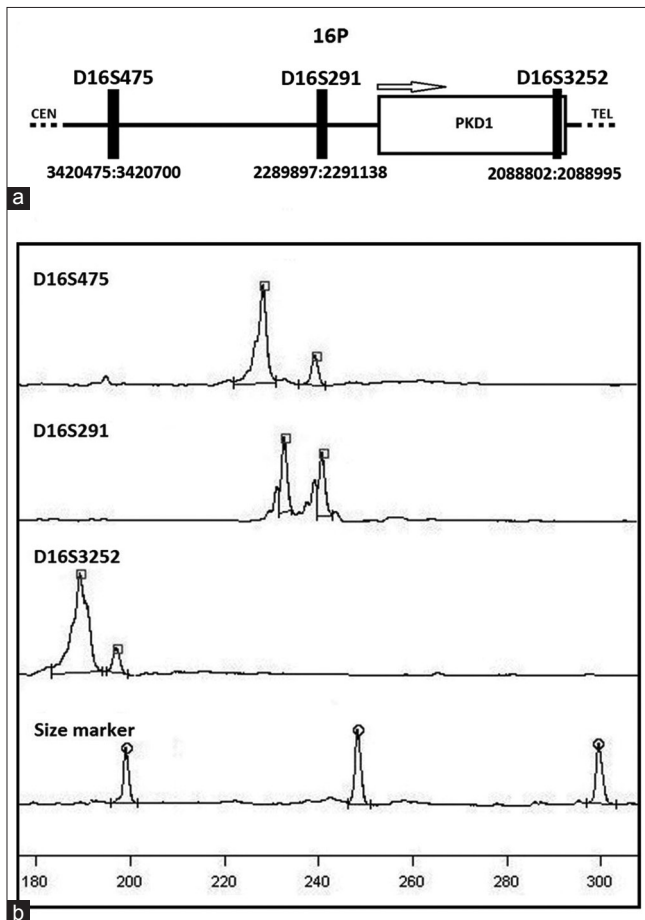 16P
D16S475 D16S291 D16S3252
CEN PKD1 TEL
3420475:3420700 2289897:2291138 2088802:2088995
a
D16S475
D16S291
D16S3252
Size marker
180 200 220 240 260 280 300
b